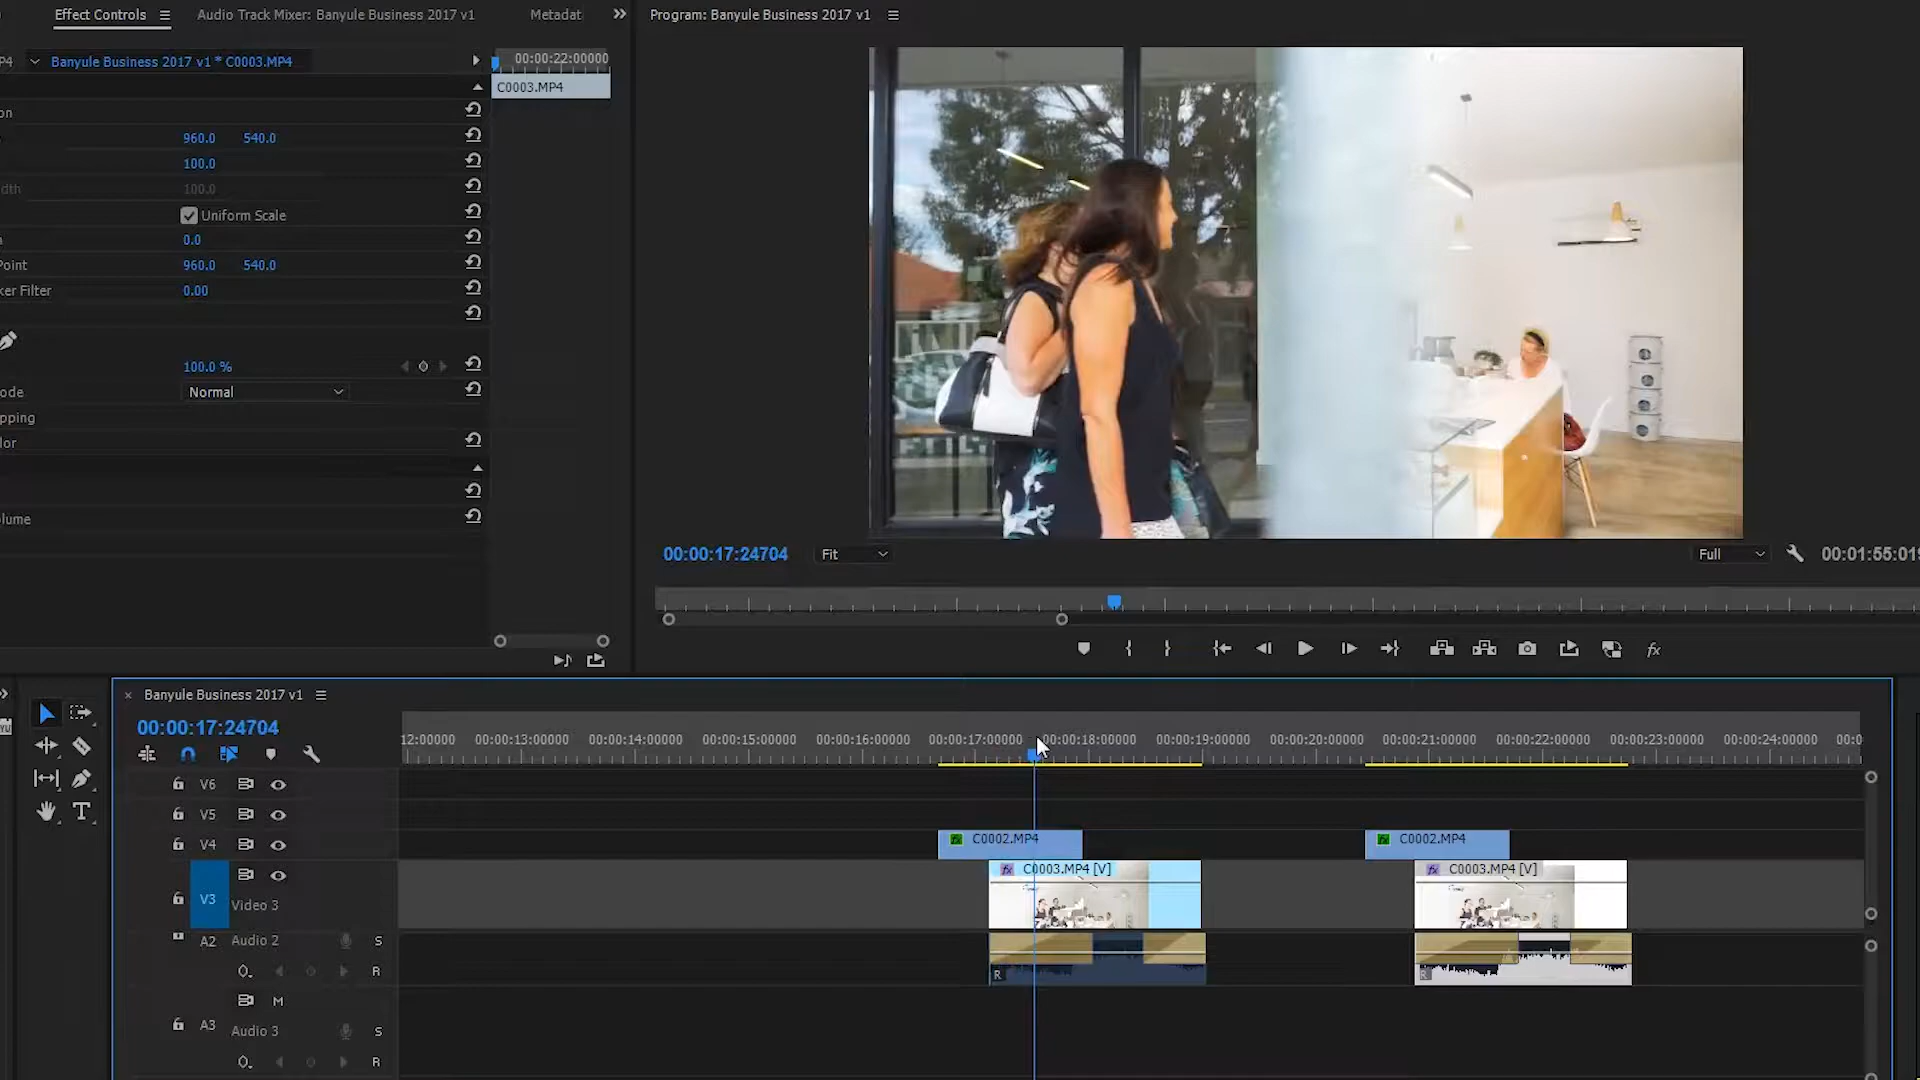 Effect Controls
Audio Track Mixer: Banyule Business 2017 v1
Metadat
Program: Banyule Business 2017 v1
P4
Banyule Business 2017 v1 * C0003.MP4
00:00:22:00000
C0003.MP4
on
960.0 540.0
100.0
dth 100.0
Uniform Scale
0.0
Point 960.0 540.0
ker Filter 0.00
100.0 %
ode Normal
pping
lor
lume
00:00:17:24704
Fit
Full
00:01:55:019
Banyule Business 2017 v1
00:00:17:24704
12:00000 00:00:13:00000 00:00:14:00000 00:00:15:00000 00:00:16:00000 00:00:17:00000 00:00:18:00000 00:00:19:00000 00:00:20:00000 00:00:21:00000 00:00:22:00000 00:00:23:00000 00:00:24:00000 00:0
V6
V5
V4
C0002.MP4
C0002.MP4
V3
Video 3
fx C0003.MP4 [V]
fx C0003.MP4 [V]
A2 Audio 2 S
R
R
R
M
A3 Audio 3 S
R